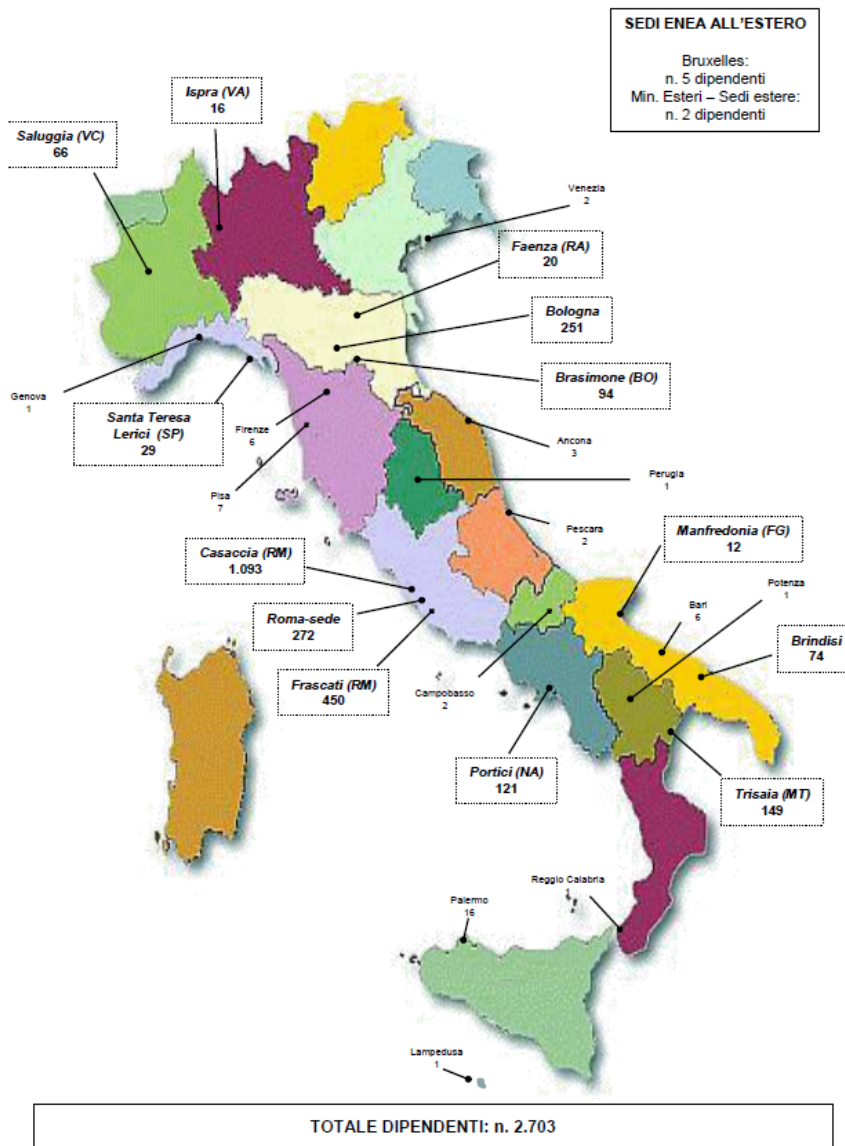 SEDI ENEA ALL'ESTERO
Bruxelles:
n. 5 dipendenti
Min. Esteri – Sedi estere:
n. 2 dipendenti
Ispra (VA)
16
Saluggia (VC)
66
Venezia
2
Faenza (RA)
20
Bologna
251
Brasimone (BO)
94
Genova
1
Santa Teresa
Lerici (SP)
29
Firenze
6
Pisa
7
Ancona
3
Perugia
1
Pescara
2
Manfredonia (FG)
12
Casaccia (RM)
1.093
Roma-sede
272
Frascati (RM)
450
Campobasso
2
Potenza
1
Bari
6
Brindisi
74
Portici (NA)
121
Trisaia (MT)
149
Reggio Calabria
1
Palermo
16
Lampedusa
1
TOTALE DIPENDENTI: n. 2.703